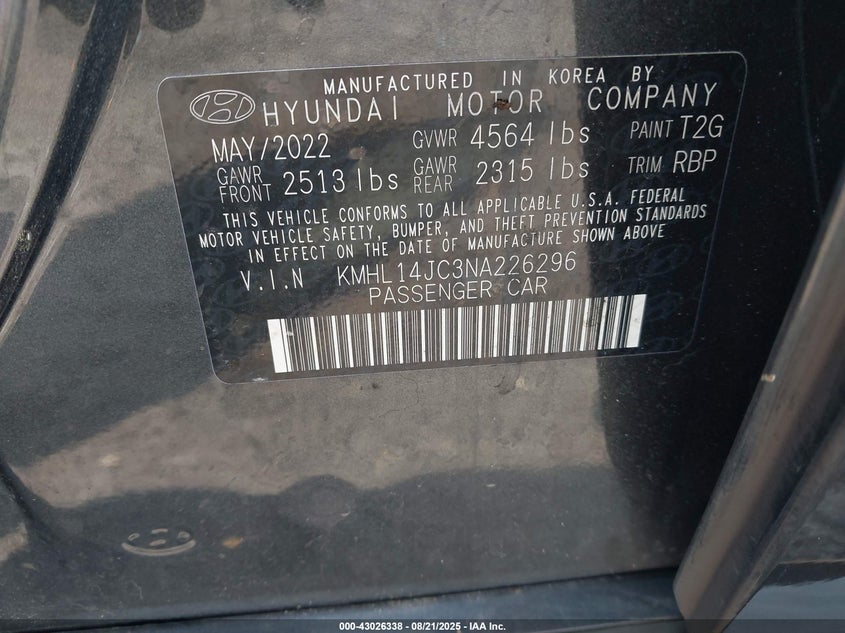 MANUFACTURED IN KOREA BY
HYUNDAI MOTOR COMPANY
MAY/2022 GVWR 4564 lbs PAINT T2G
GAWR FRONT 2513 lbs GAWR REAR 2315 lbs TRIM RBP
THIS VEHICLE CONFORMS TO ALL APPLICABLE U.S.A. FEDERAL
MOTOR VEHICLE SAFETY, BUMPER, AND THEFT PREVENTION STANDARDS
IN EFFECT ON THE DATE OF MANUFACTURE SHOWN ABOVE
V.I.N KMHL14JC3NA226296
PASSENGER CAR
000-43026338 - 08/21/2025 - IAA Inc.